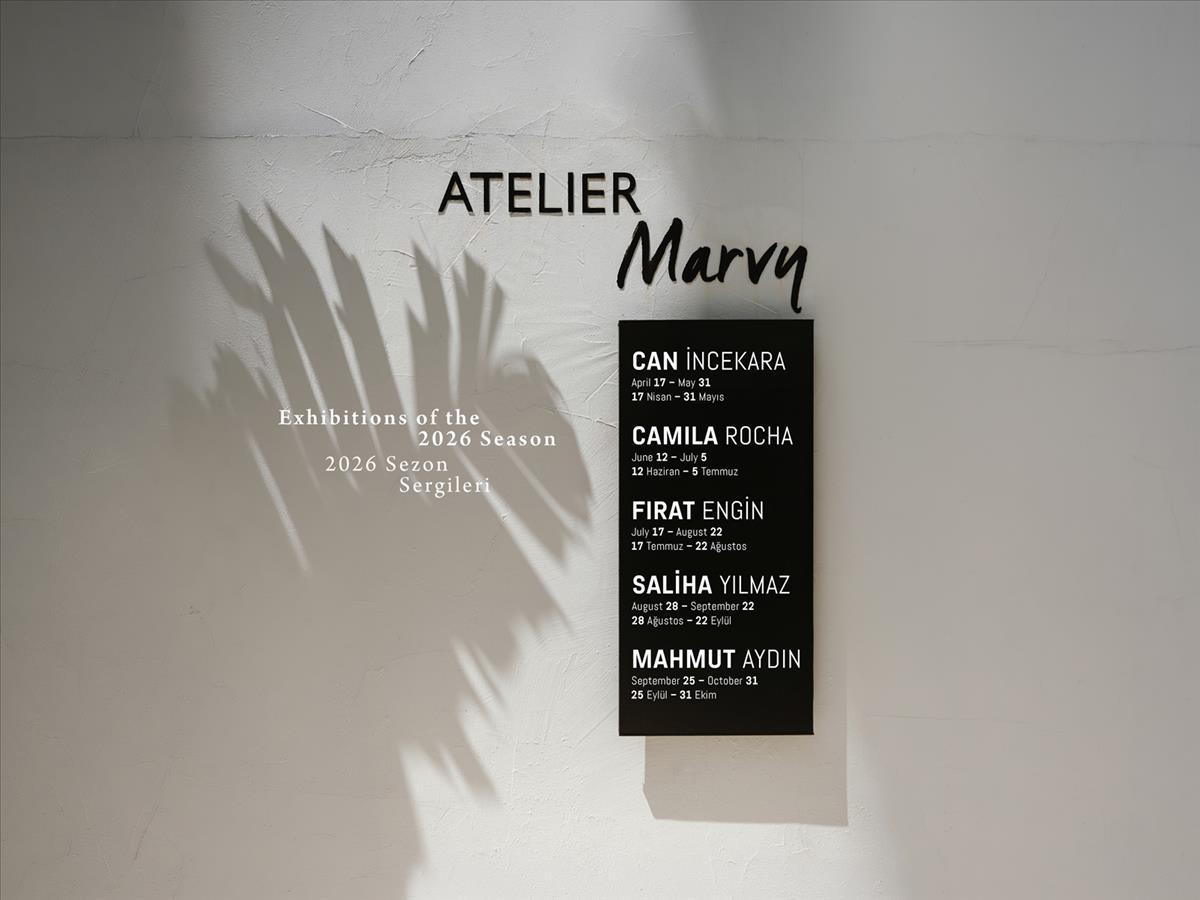 ATELIER
Marvy
Exhibitions of the
2026 Season
2026 Sezon
Sergileri
CAN İNCEKARA
April 17 – May 31
17 Nisan – 31 Mayıs
CAMILA ROCHA
June 12 – July 5
12 Haziran – 5 Temmuz
FIRAT ENGİN
July 17 – August 22
17 Temmuz – 22 Ağustos
SALİHA YILMAZ
August 28 – September 22
28 Ağustos – 22 Eylül
MAHMUT AYDIN
September 25 – October 31
25 Eylül – 31 Ekim